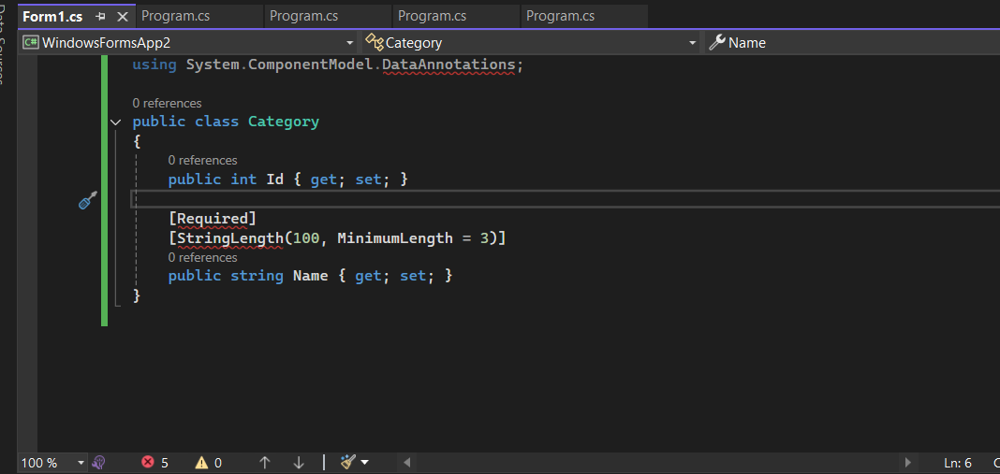 Form1.cs
Program.cs
Program.cs
Program.cs
Program.cs
C# WindowsFormsApp2
Category
Name
using System.ComponentModel.DataAnnotations;
0 references
public class Category
{
0 references
public int Id { get; set; }
[Required]
[StringLength(100, MinimumLength = 3)]
0 references
public string Name { get; set; }
}
100 %
5
0
Ln: 6